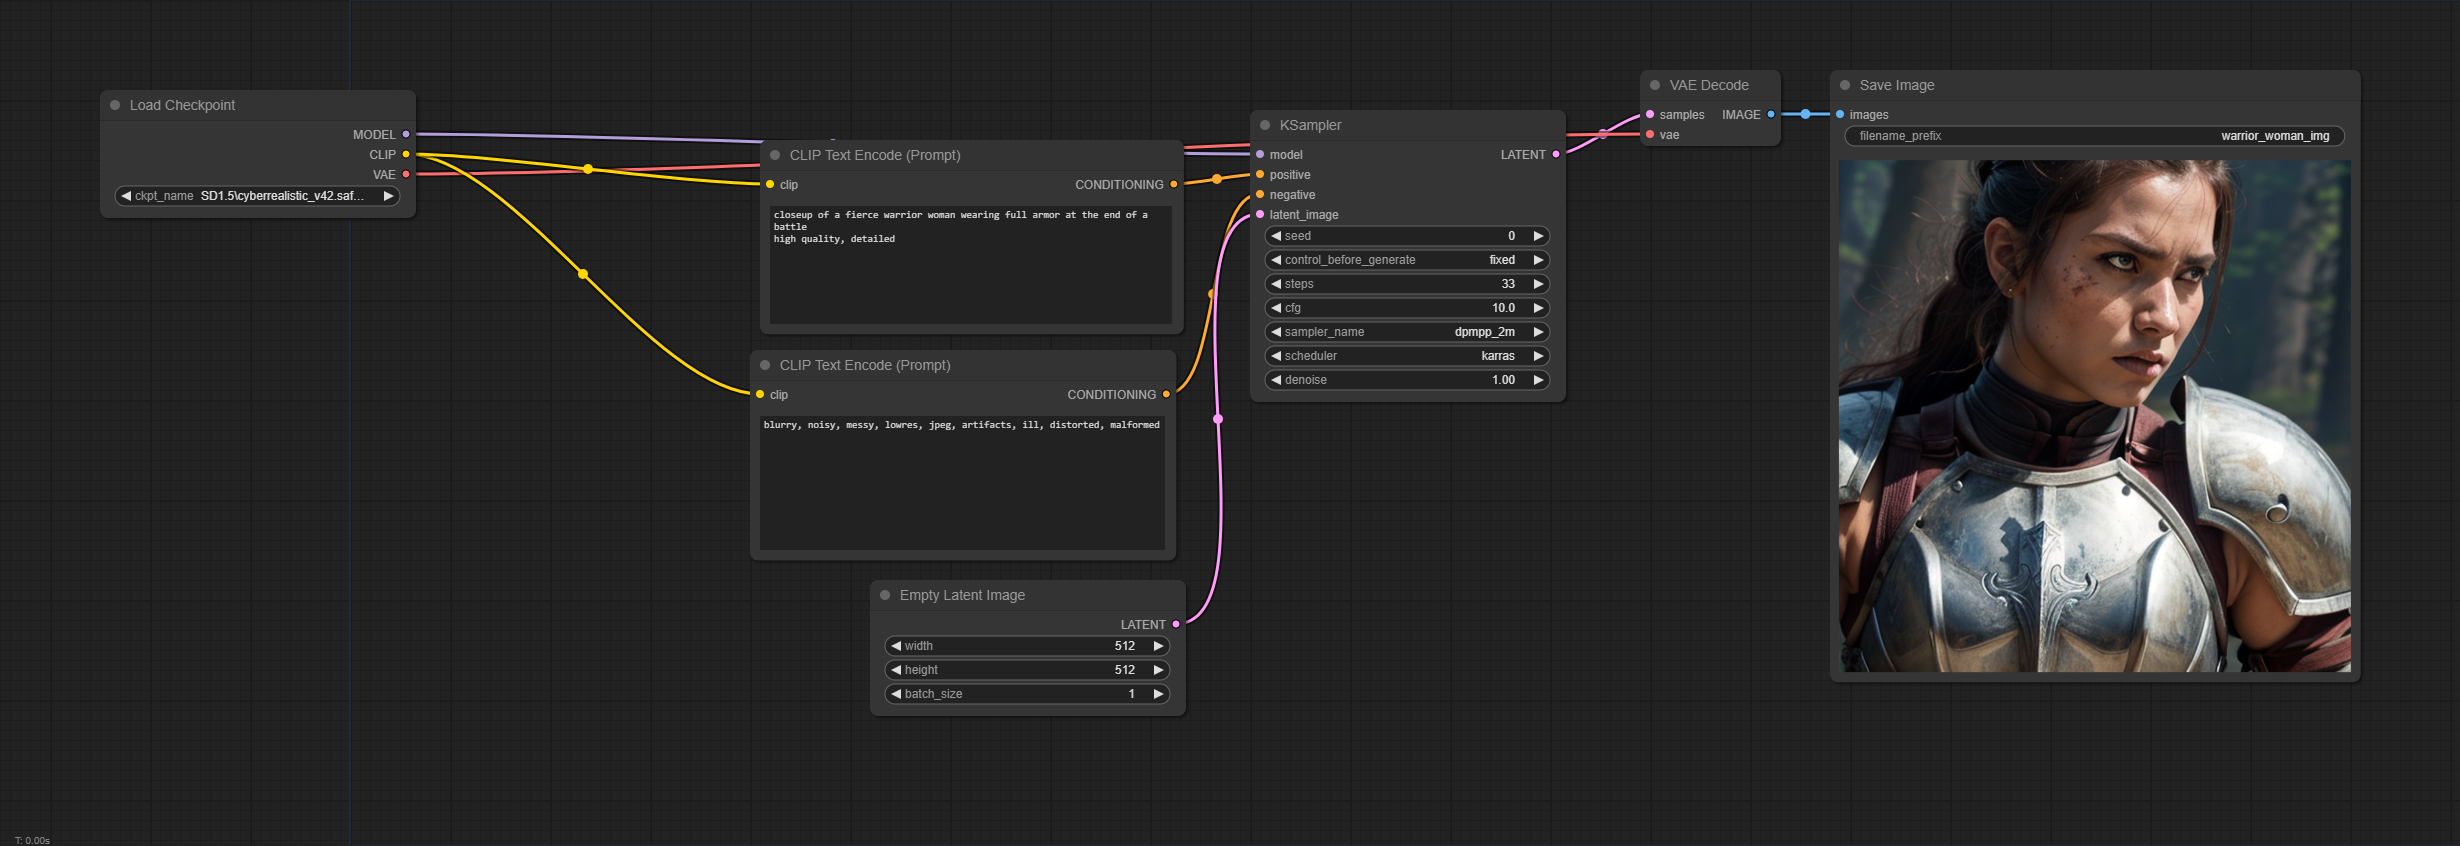 Load Checkpoint
MODEL
CLIP
VAE
ckpt_name SD1.5\cyberrealistic_v42.saf...
CLIP Text Encode (Prompt)
clip CONDITIONING
closeup of a fierce warrior woman wearing full armor at the end of a
battle
high quality, detailed
CLIP Text Encode (Prompt)
clip CONDITIONING
blurry, noisy, messy, lowres, jpeg, artifacts, ill, distorted, malformed
Empty Latent Image
LATENT
width 512
height 512
batch_size 1
KSampler
model LATENT
positive
negative
latent_image
seed 0
control_before_generate fixed
steps 33
cfg 10.0
sampler_name dpmpp_2m
scheduler karras
denoise 1.00
VAE Decode
samples IMAGE
vae
Save Image
images
filename_prefix warrior_woman_img
T: 0.00s